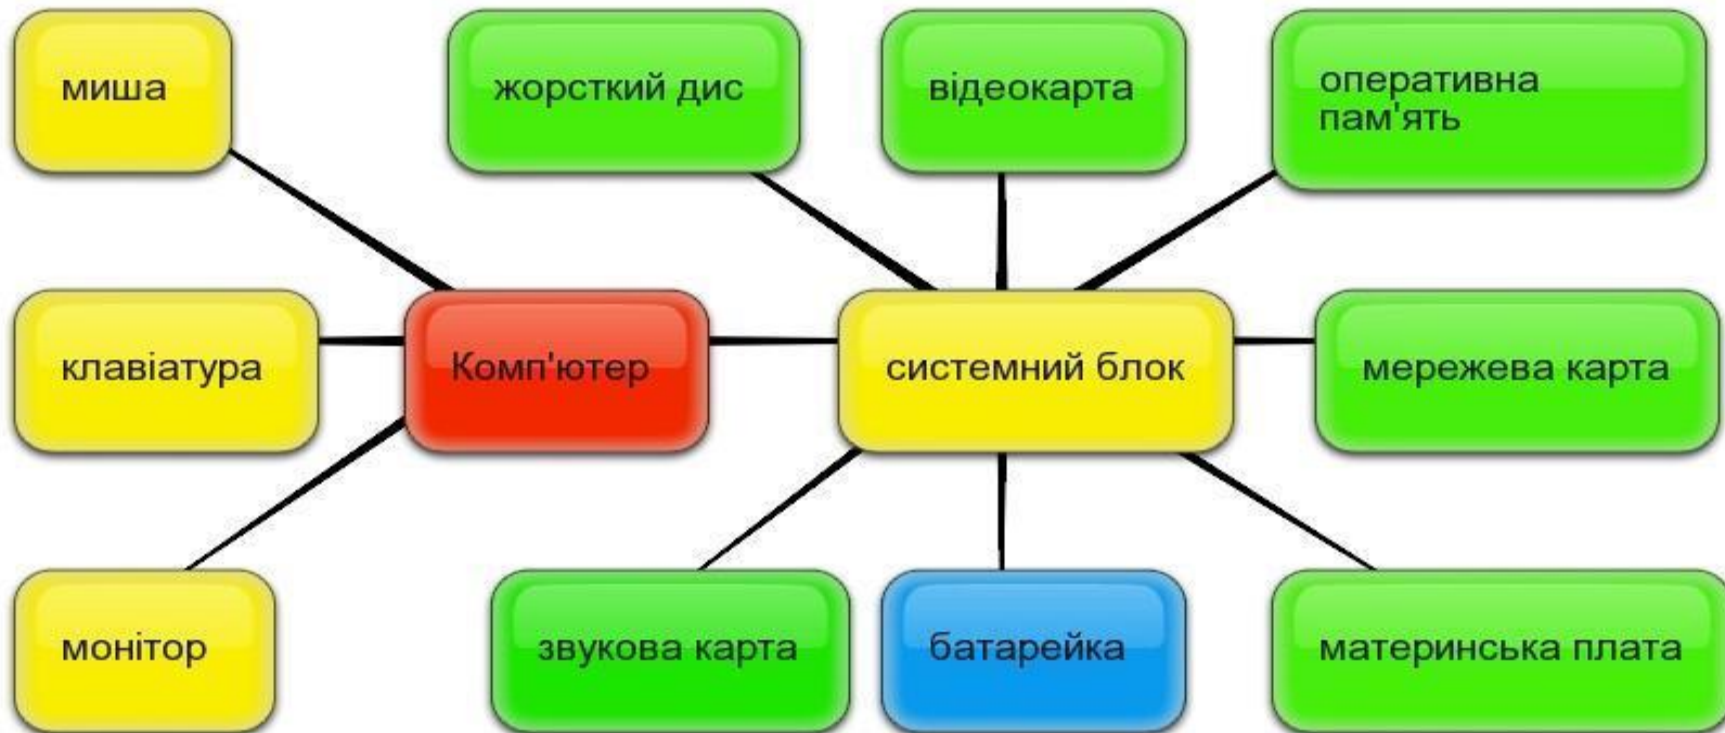 миша
жорсткий дис
відеокарта
оперативна
пам'ять
клавіатура
Комп'ютер
системний блок
мережева карта
монітор
звукова карта
батарейка
материнська плата